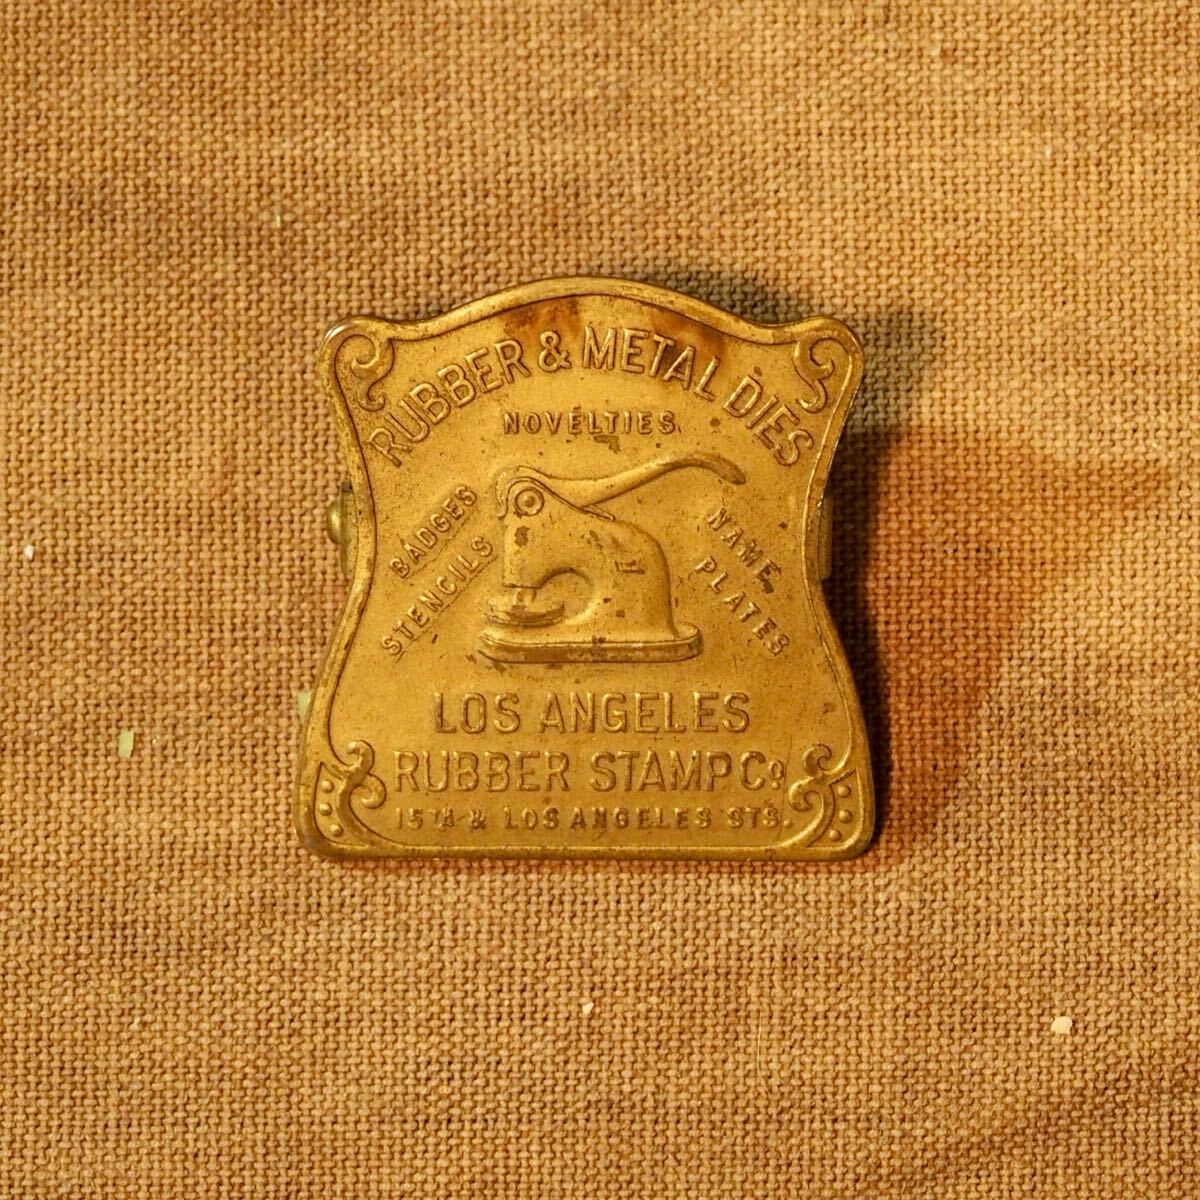 RUBBER & METAL DIES
NOVELTIES
BADGES
STENCILS
NAME
PLATES
LOS ANGELES
RUBBER STAMP Co
15TH & LOS ANGELES STS.